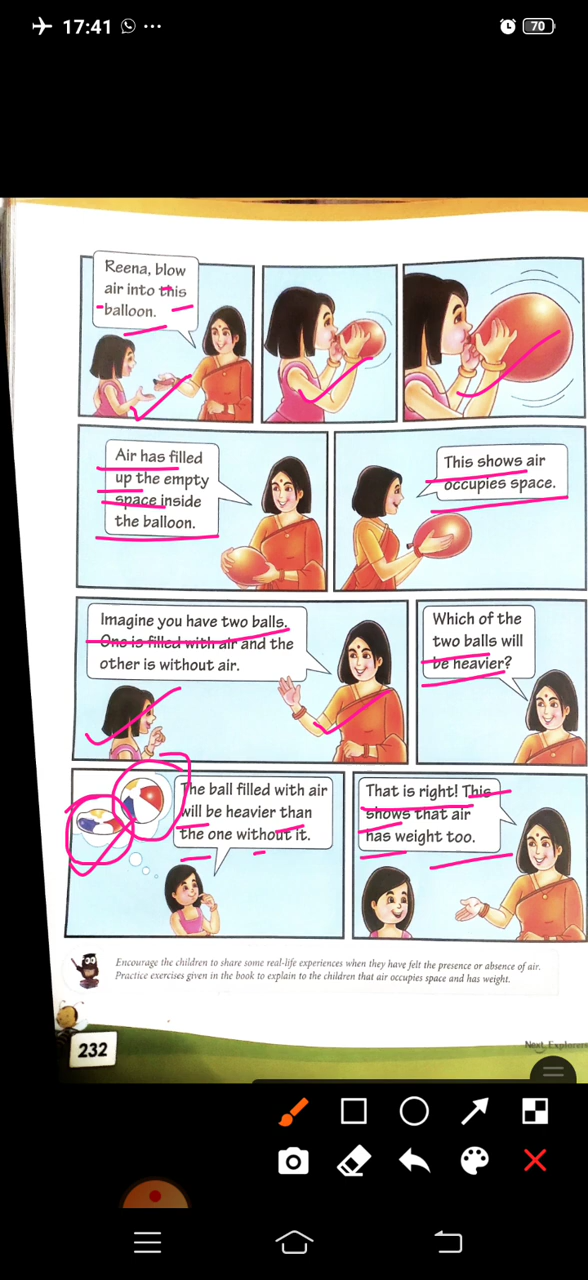 17:41
70
Reena, blow
air into this
balloon.
Air has filled
up the empty
space inside
the balloon.
This shows air
occupies space.
Imagine you have two balls.
One is filled with air and the
other is without air.
Which of the
two balls will
be heavier?
The ball filled with air
will be heavier than
the one without it.
That is right! This
shows that air
has weight too.
Encourage the children to share some real-life experiences when they have felt the presence or absence of air.
Practice exercises given in the book to explain to the children that air occupies space and has weight.
232
Next Explorers